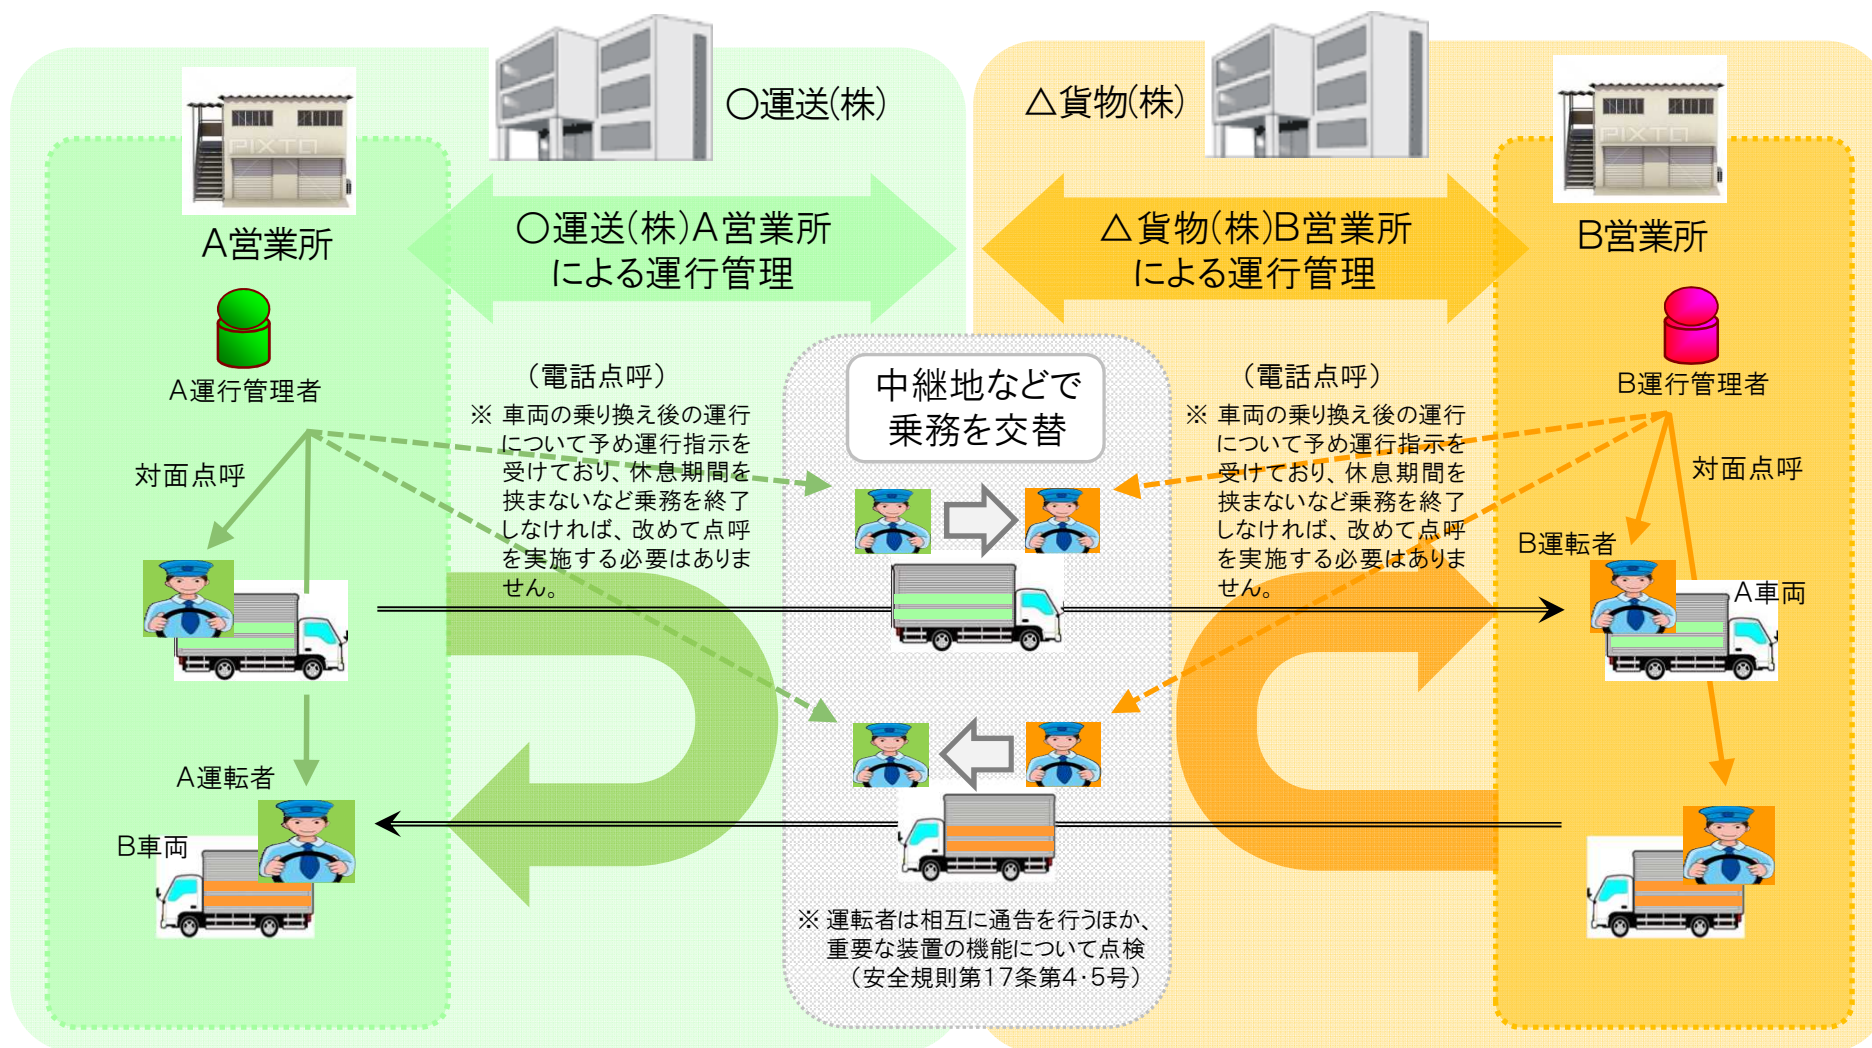 〇運送(株)
△貨物(株)
PIXTA
PIXTA
A営業所
〇運送(株)A営業所
による運行管理
△貨物(株)B営業所
による運行管理
B営業所
A運行管理者
B運行管理者
(電話点呼)
※ 車両の乗り換え後の運行
について予め運行指示を
受けており、休息期間を
挟まないなど乗務を終了
しなければ、改めて点呼
を実施する必要はありま
せん。
中継地などで
乗務を交替
(電話点呼)
※ 車両の乗り換え後の運行
について予め運行指示を
受けており、休息期間を
挟まないなど乗務を終了
しなければ、改めて点呼
を実施する必要はありま
せん。
対面点呼
対面点呼
B運転者
A車両
A運転者
B車両
※ 運転者は相互に通告を行うほか、
重要な装置の機能について点検
(安全規則第17条第4・5号)